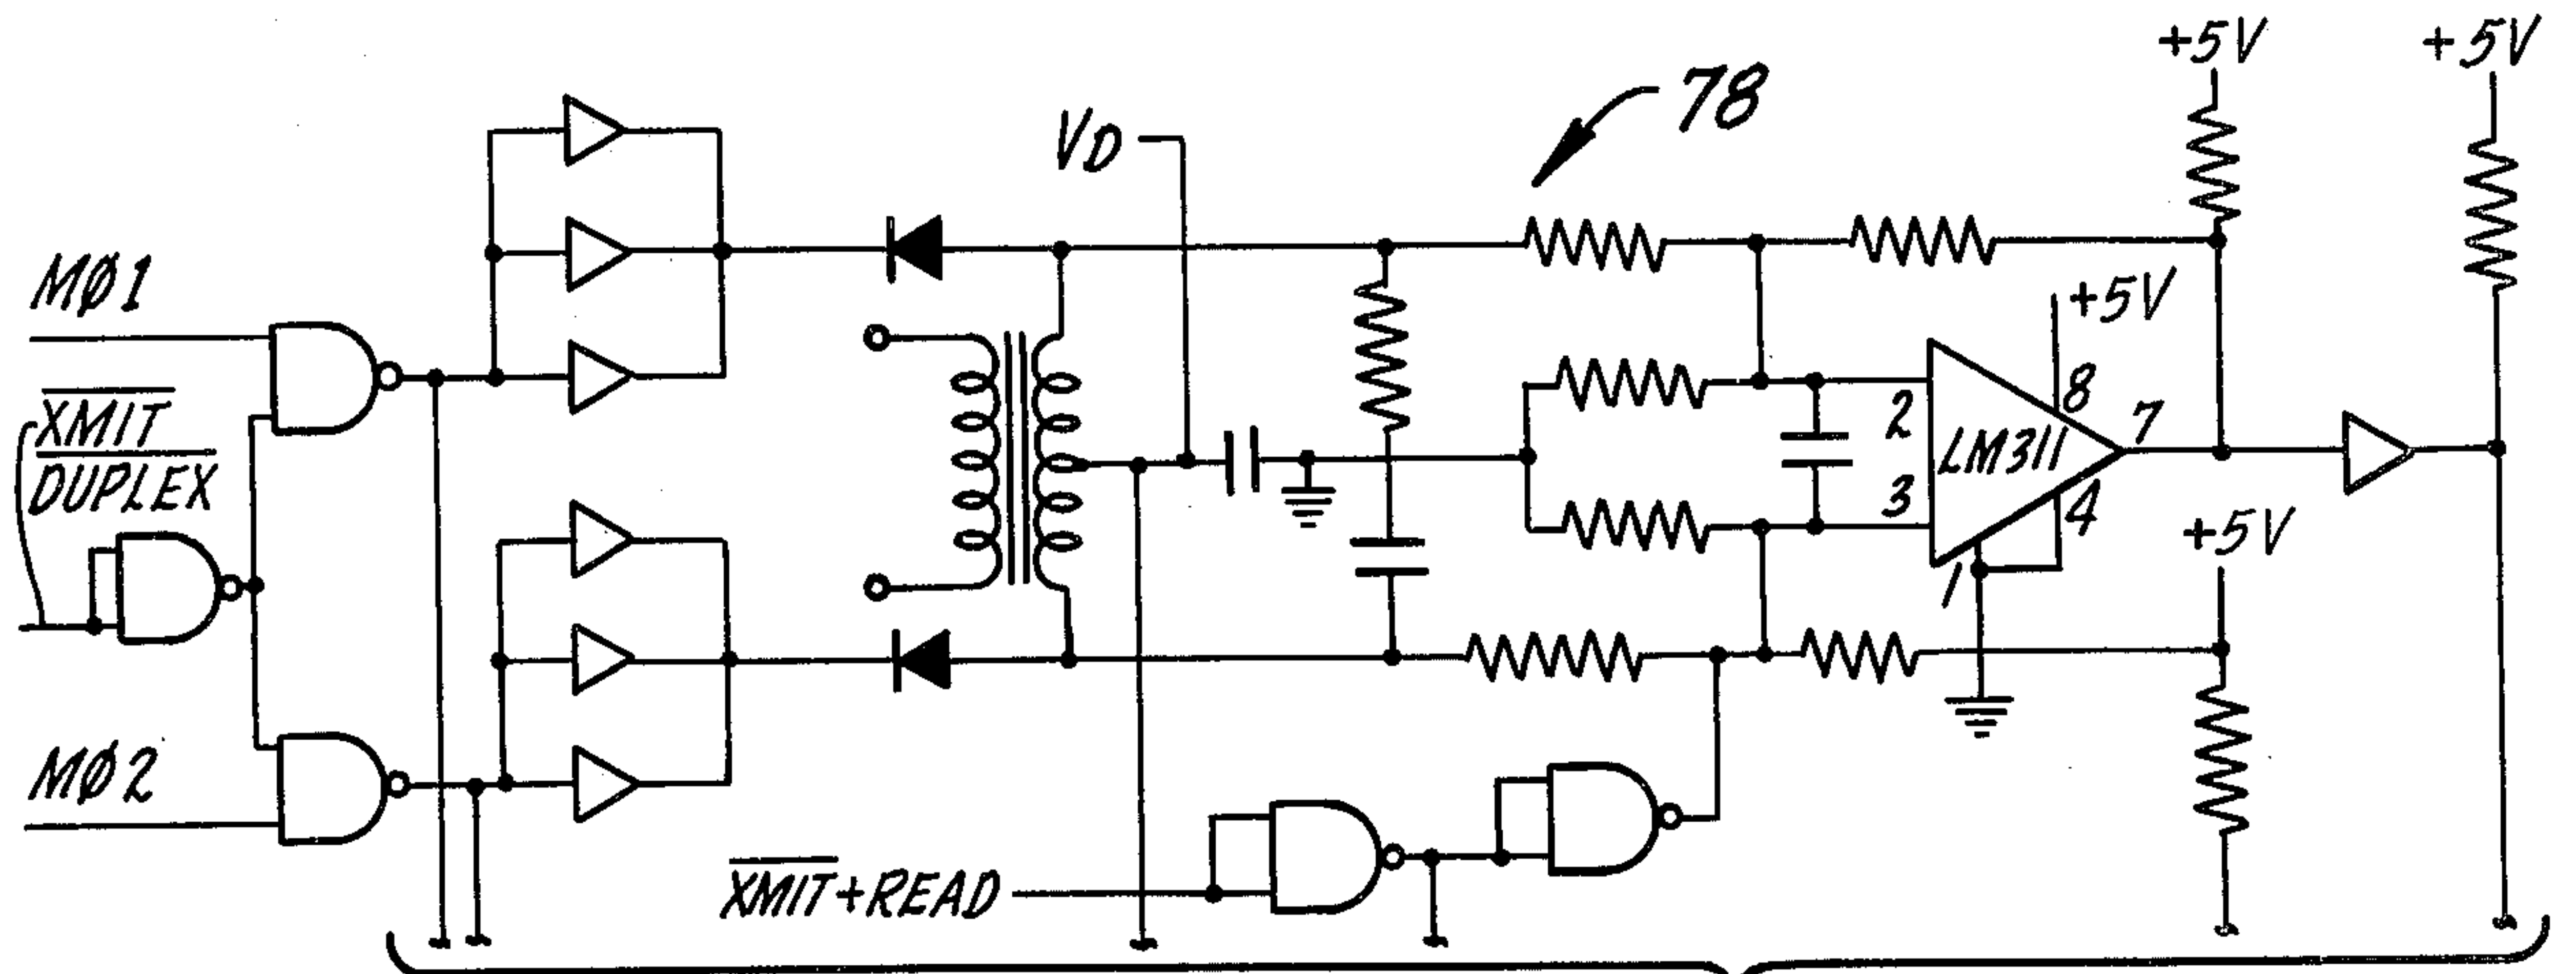 +5V
+5V
78
VD
MØ1
+5V
XMIT
8
2
LM311
7
DUPLEX
3
4
+5V
1
MØ2
XMIT+READ